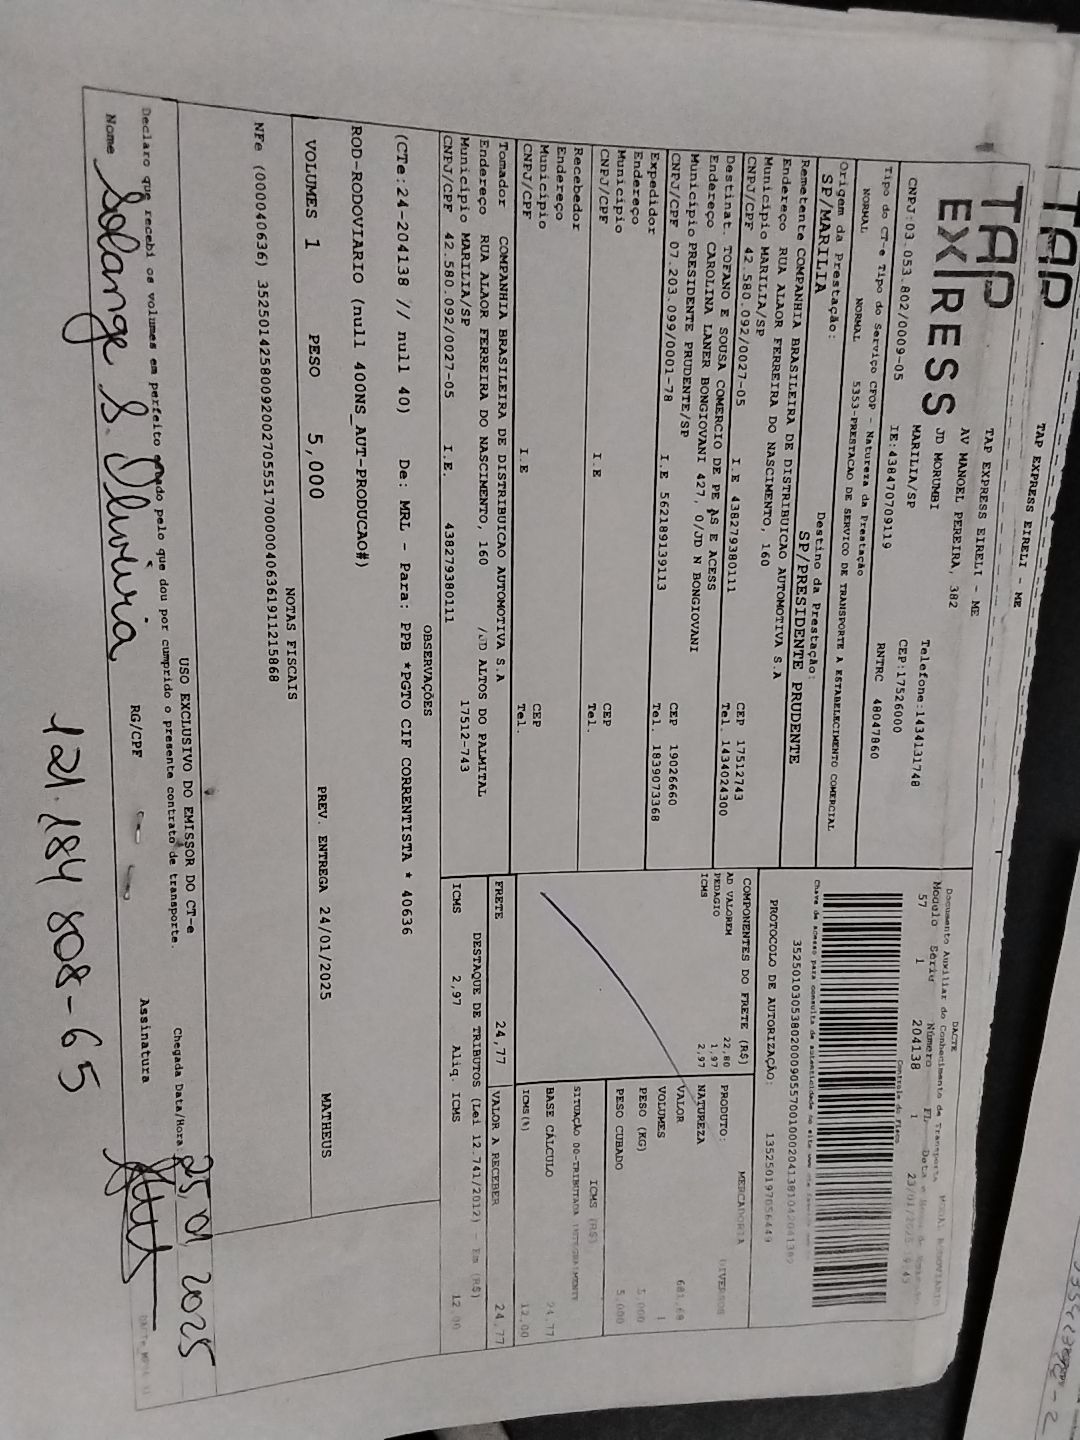 TAP EXPRESS EIRELI - ME
TAP
EXPRESS
TAP EXPRESS EIRELI - ME
AV MANOEL PEREIRA, 382
JD MORUMBI
MARILIA/SP
Telefone:1434131748
CEP:17526000
CNPJ:03.053.802/0009-05
IE:438470709119
RNTRC 48047860
Tipo do CT-e Tipo do Serviço CFOP - Natureza da Prestação
NORMAL NORMAL 5353-PRESTACAO DE SERVICO DE TRANSPORTE A ESTABELECIMENTO COMERCIAL
Origem da Prestação: Destino da Prestação:
SP/MARILIA SP/PRESIDENTE PRUDENTE
Remetente COMPANHIA BRASILEIRA DE DISTRIBUICAO AUTOMOTIVA S.A
Endereço RUA ALAOR FERREIRA DO NASCIMENTO, 160
Município MARILIA/SP CEP 17512743
CNPJ/CPF 42.580.092/0027-05 I.E 438279380111 Tel. 1434024300
Destinat. TOFANO E SOUSA COMERCIO DE PE AS E ACESS
Endereço CAROLINA LANER BONGIOVANI 427, 0/JD N BONGIOVANI
Município PRESIDENTE PRUDENTE/SP CEP 19026660
CNPJ/CPF 07.203.099/0001-78 I.E 562189139113 Tel. 1839073368
Expedidor
Endereço
Município CEP
CNPJ/CPF I.E Tel.
Recebedor
Endereço
Município CEP
CNPJ/CPF I.E Tel.
Tomador COMPANHIA BRASILEIRA DE DISTRIBUICAO AUTOMOTIVA S.A
Endereço RUA ALAOR FERREIRA DO NASCIMENTO, 160 /JD ALTOS DO PALMITAL
Município MARILIA/SP 17512-743
CNPJ/CPF 42.580.092/0027-05 I.E. 438279380111
DACTE
Documento Auxiliar do Conhecimento de Transporte
Modelo Série Número Fl
57 1 204138 1
Controle do Fisco
PROTOCOLO DE AUTORIZAÇÃO: 135250197056449
COMPONENTES DO FRETE (R$)
AD VALOREM 22,80
PEDAGIO 1,97
ICMS 2,97
PRODUTO: MERCADORIA
NATUREZA DIVERSOS
VALOR 681,68
VOLUMES 1
PESO (KG) 5,000
PESO CUBADO 5,000
ICMS (R$)
SITUAÇÃO 00-TRIBUTADA INTEGRALMENTE
BASE CÁLCULO 24,77
ICMS(%) 12,00
FRETE 24,77 VALOR A RECEBER 24,77
DESTAQUE DE TRIBUTOS (Lei 12.741/2012) - Em (R$)
ICMS 2,97 Aliq. ICMS 12,00
OBSERVAÇÕES
(CTe:24-204138 // null 40) De: MRL - Para: PPB *PGTO CIF CORRENTISTA * 40636
ROD-RODOVIARIO (null 400NS_AUT-PRODUCAO#)
VOLUMES 1 PESO 5,000 PREV. ENTREGA 24/01/2025 MATHEUS
NOTAS FISCAIS
NFe (000040636) 35250142580092002705551700000406361911215868
USO EXCLUSIVO DO EMISSOR DO CT-e
Declaro que recebi os volumes em perfeito estado pelo que dou por cumprido o presente contrato de transporte.
Chegada Data/Hora: 25 01 2025
Nome Solange S. Oliveira RG/CPF Assinatura
121.184 808-65